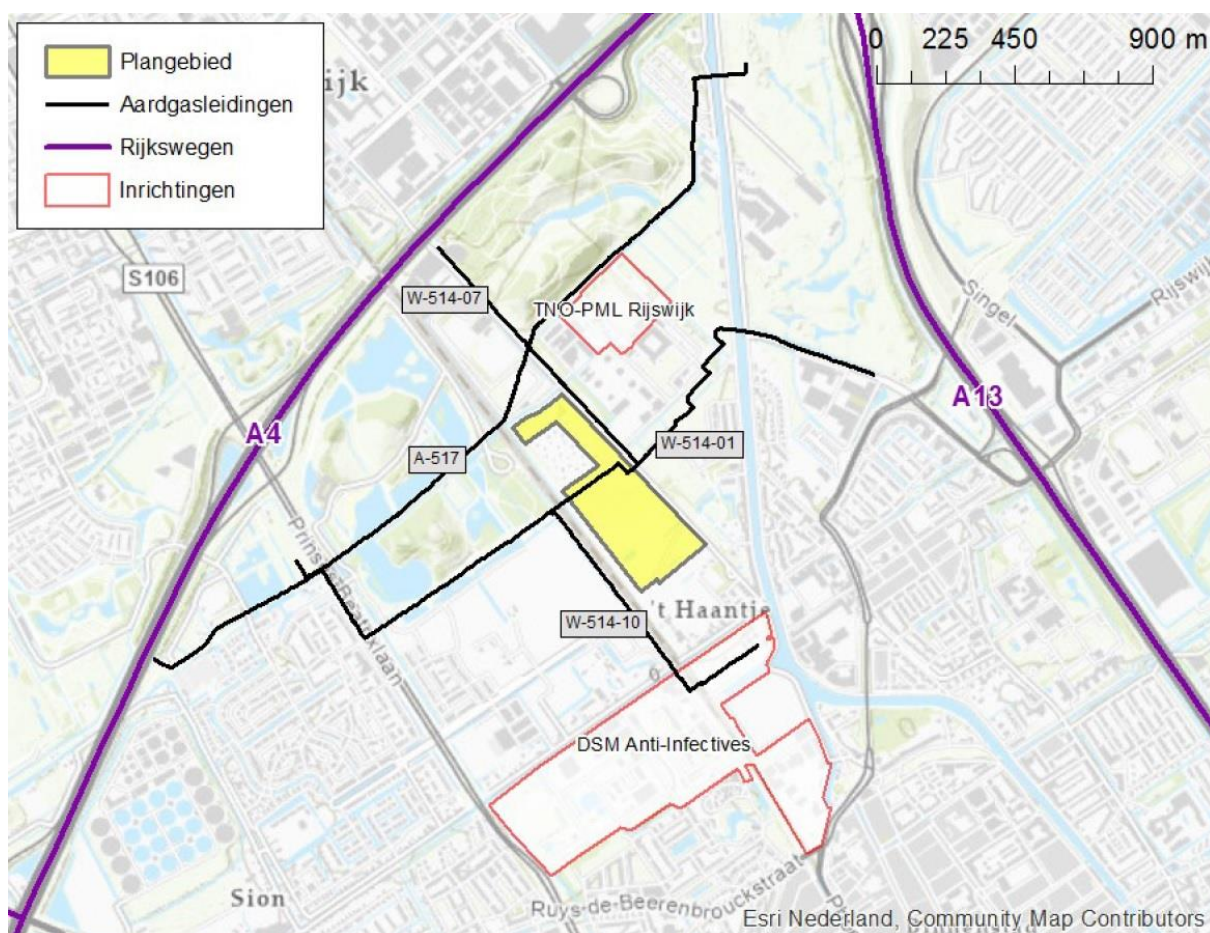 Plangebied
Aardgasleidingen
Rijkswegen
Inrichtingen
ijk
0 225 450 900 m
S106
W-514-07
TNO-PML Rijswijk
Singel
Rijswijk
A13
A4
W-514-01
A-517
't Haantje
W-514-10
DSM Anti-Infectives
Sion
Ruys-de-Beerenbrouckstraat
Esri Nederland, Community Map Contributors